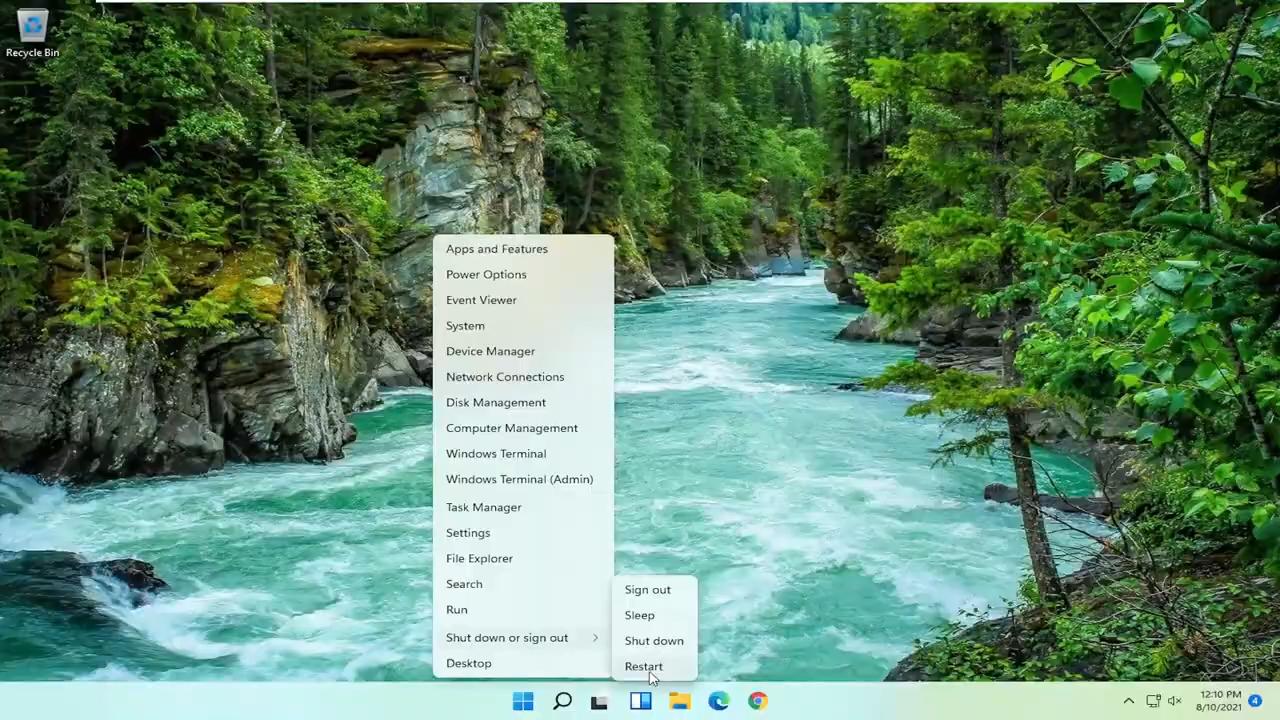 Recycle Bin
Apps and Features
Power Options
Event Viewer
System
Device Manager
Network Connections
Disk Management
Computer Management
Windows Terminal
Windows Terminal (Admin)
Task Manager
Settings
File Explorer
Search
Run
Shut down or sign out
Desktop
Sign out
Sleep
Shut down
Restart
12:10 PM
8/10/2021
4